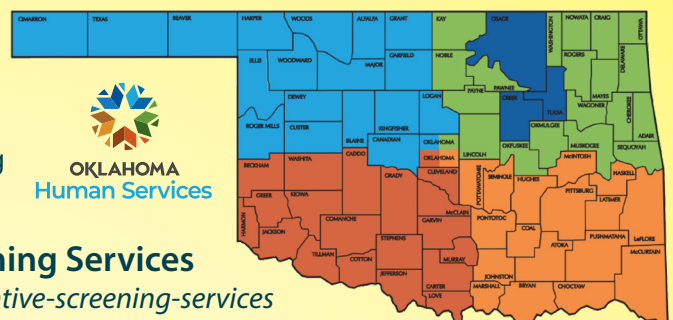 CIMARRON
TEXAS
BEAVER
HARPER
WOODS
ALFALFA
GRANT
KAY
OSAGE
WASHINGTON
NOWATA
CRAIG
OTTAWA
ELLIS
WOODWARD
MAJOR
GARFIELD
NOBLE
PAWNEE
ROGERS
MAYES
DELAWARE
DEWEY
LOGAN
PAYNE
CREEK
TULSA
WAGONER
CHEROKEE
ADAIR
ROGER MILLS
CUSTER
BLAINE
KINGFISHER
CANADIAN
OKLAHOMA
OKLAHOMA
LINCOLN
OKFUSKEE
OKMULGEE
MUSKOGEE
SEQUOYAH
BECKHAM
WASHITA
CADDO
GRADY
CLEVELAND
POTTAWATOMIE
SEMINOLE
HUGHES
McINTOSH
HASKELL
GREER
KIOWA
HARMON
JACKSON
COMANCHE
McCLAIN
GARVIN
PONTOTOC
PITTSBURG
LATIMER
LeFLORE
TILLMAN
COTTON
STEPHENS
MURRAY
COAL
ATOKA
PUSHMATAHA
McCURTAIN
JEFFERSON
CARTER
LOVE
JOHNSTON
MARSHALL
BRYAN
CHOCTAW
g
OKLAHOMA
Human Services
ning Services
ntive-screening-services